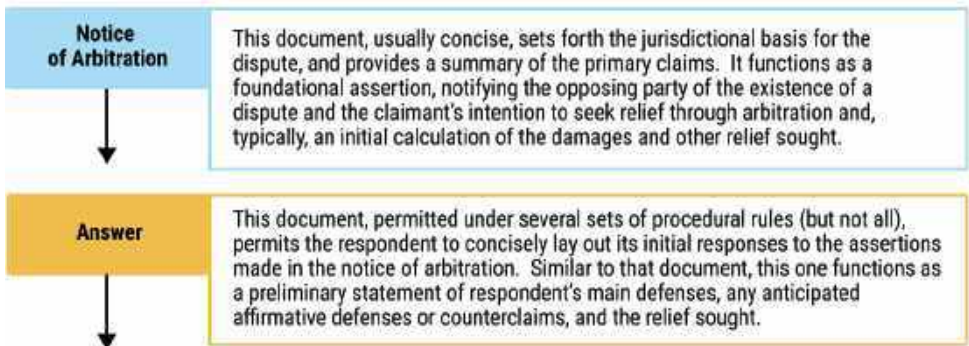 Notice
of Arbitration
This document, usually concise, sets forth the jurisdictional basis for the
dispute, and provides a summary of the primary claims. It functions as a
foundational assertion, notifying the opposing party of the existence of a
dispute and the claimant's intention to seek relief through arbitration and,
typically, an initial calculation of the damages and other relief sought.
Answer
This document, permitted under several sets of procedural rules (but not all),
permits the respondent to concisely lay out its initial responses to the assertions
made in the notice of arbitration. Similar to that document, this one functions as
a preliminary statement of respondent's main defenses, any anticipated
affirmative defenses or counterclaims, and the relief sought.